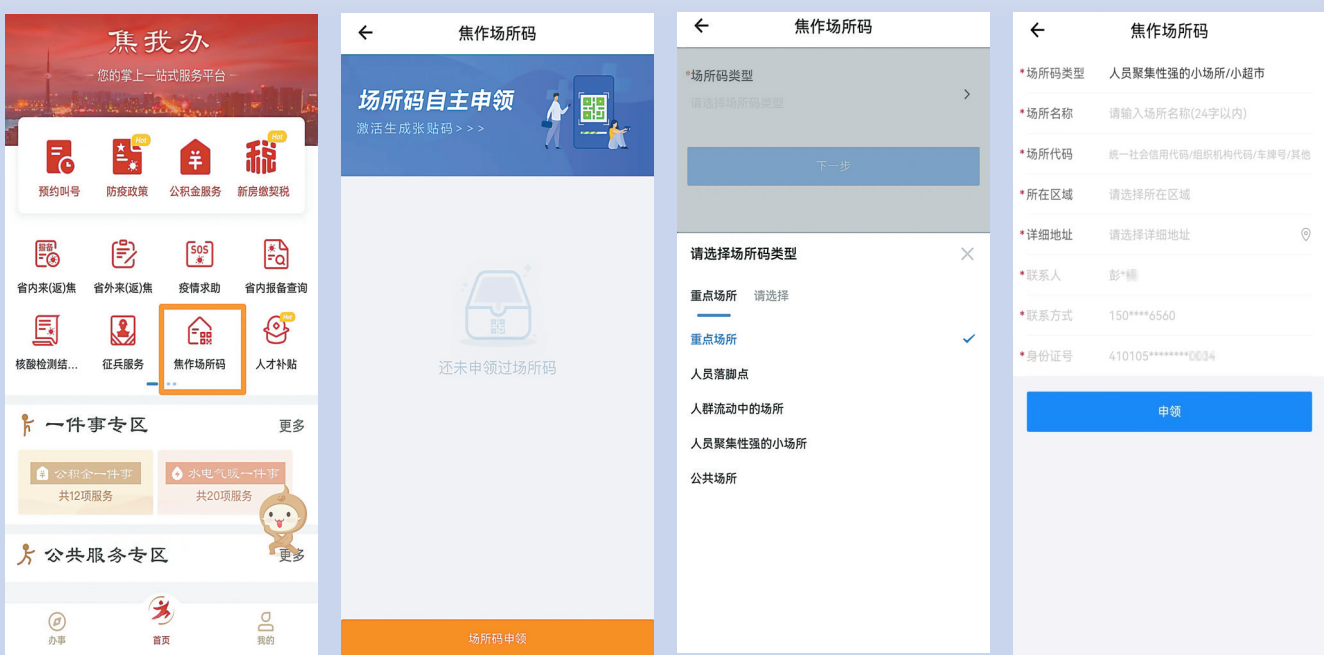 焦我办
您的掌上一站式服务平台
Hot
Hot
预约叫号
防疫政策
公积金服务
新房缴契税
报备
SOS
省内来(返)焦
省外来(返)焦
疫情求助
省内报备查询
Hot
核酸检测结...
征兵服务
焦作场所码
人才补贴
一件事专区
更多
公积金一件事
水电气暖一件事
共12项服务
共20项服务
公共服务专区
更多
办事
首页
我的
焦作场所码
场所码自主申领
激活生成张贴码>>>
还未申领过场所码
场所码申领
焦作场所码
*场所码类型
请选择场所码类型
下一步
请选择场所码类型
重点场所 请选择
重点场所
人员落脚点
人群流动中的场所
人员聚集性强的小场所
公共场所
焦作场所码
*场所码类型 人员聚集性强的小场所/小超市
*场所名称 请输入场所名称(24字以内)
*场所代码 统一社会信用代码/组织机构代码/车牌号/其他
*所在区域 请选择所在区域
*详细地址 请选择详细地址
*联系人 彭*
*联系方式 150****6560
*身份证号 410105********
申领